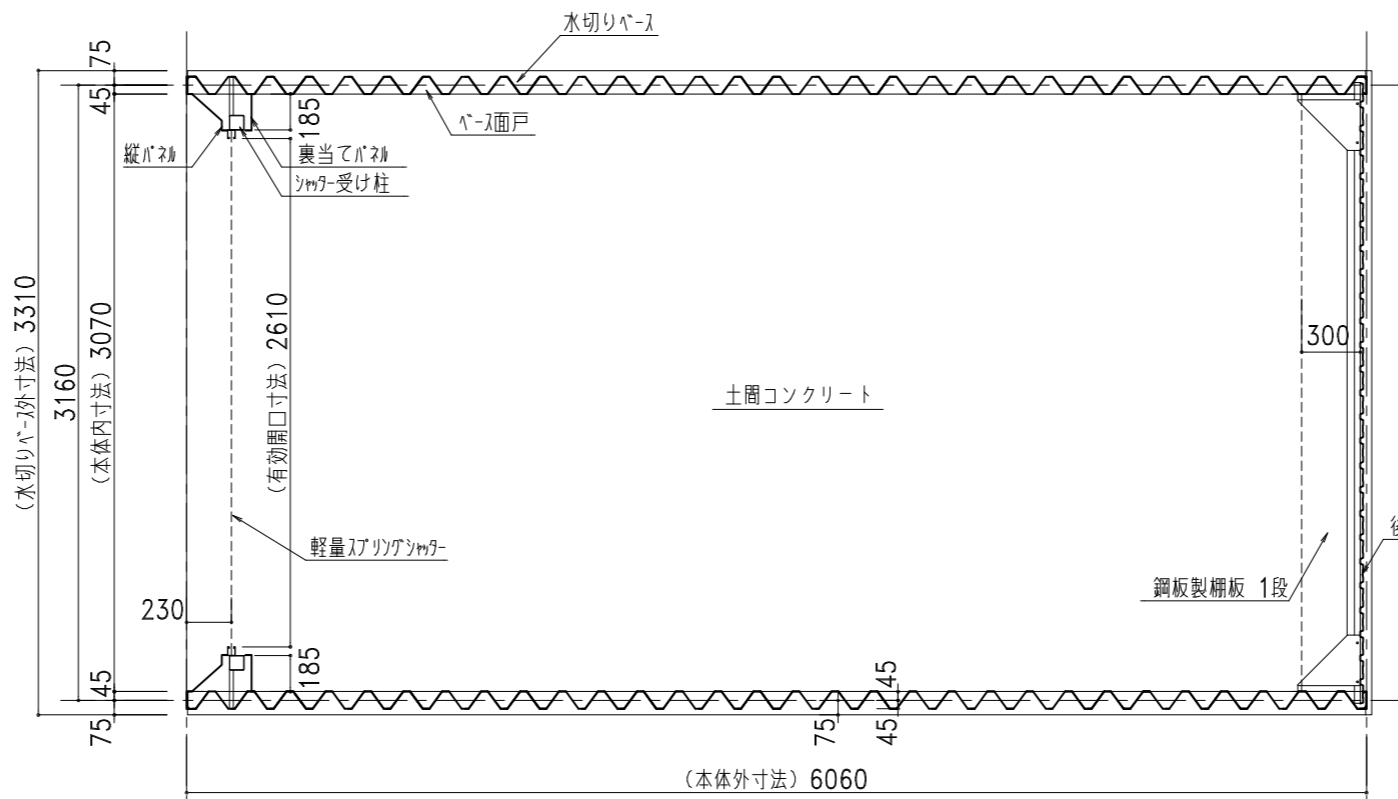 水切りベース
ベース面戸
縦パネル
裏当てパネル
シャッター受け柱
75
45
185
(水切りベース外寸法) 3310
3160
(本体内寸法) 3070
(有効開口寸法) 2610
300
土間コンクリート
軽量スプリングシャッター
鋼板製棚板 1段
後
230
185
45
75
45
75
45
(本体外寸法) 6060